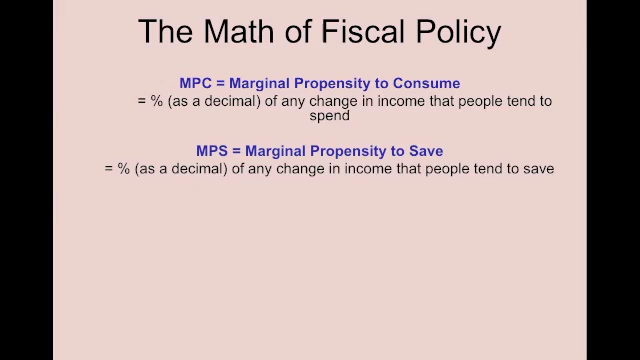 The Math of Fiscal Policy
MPC = Marginal Propensity to Consume
= % (as a decimal) of any change in income that people tend to
spend
MPS = Marginal Propensity to Save
= % (as a decimal) of any change in income that people tend to save